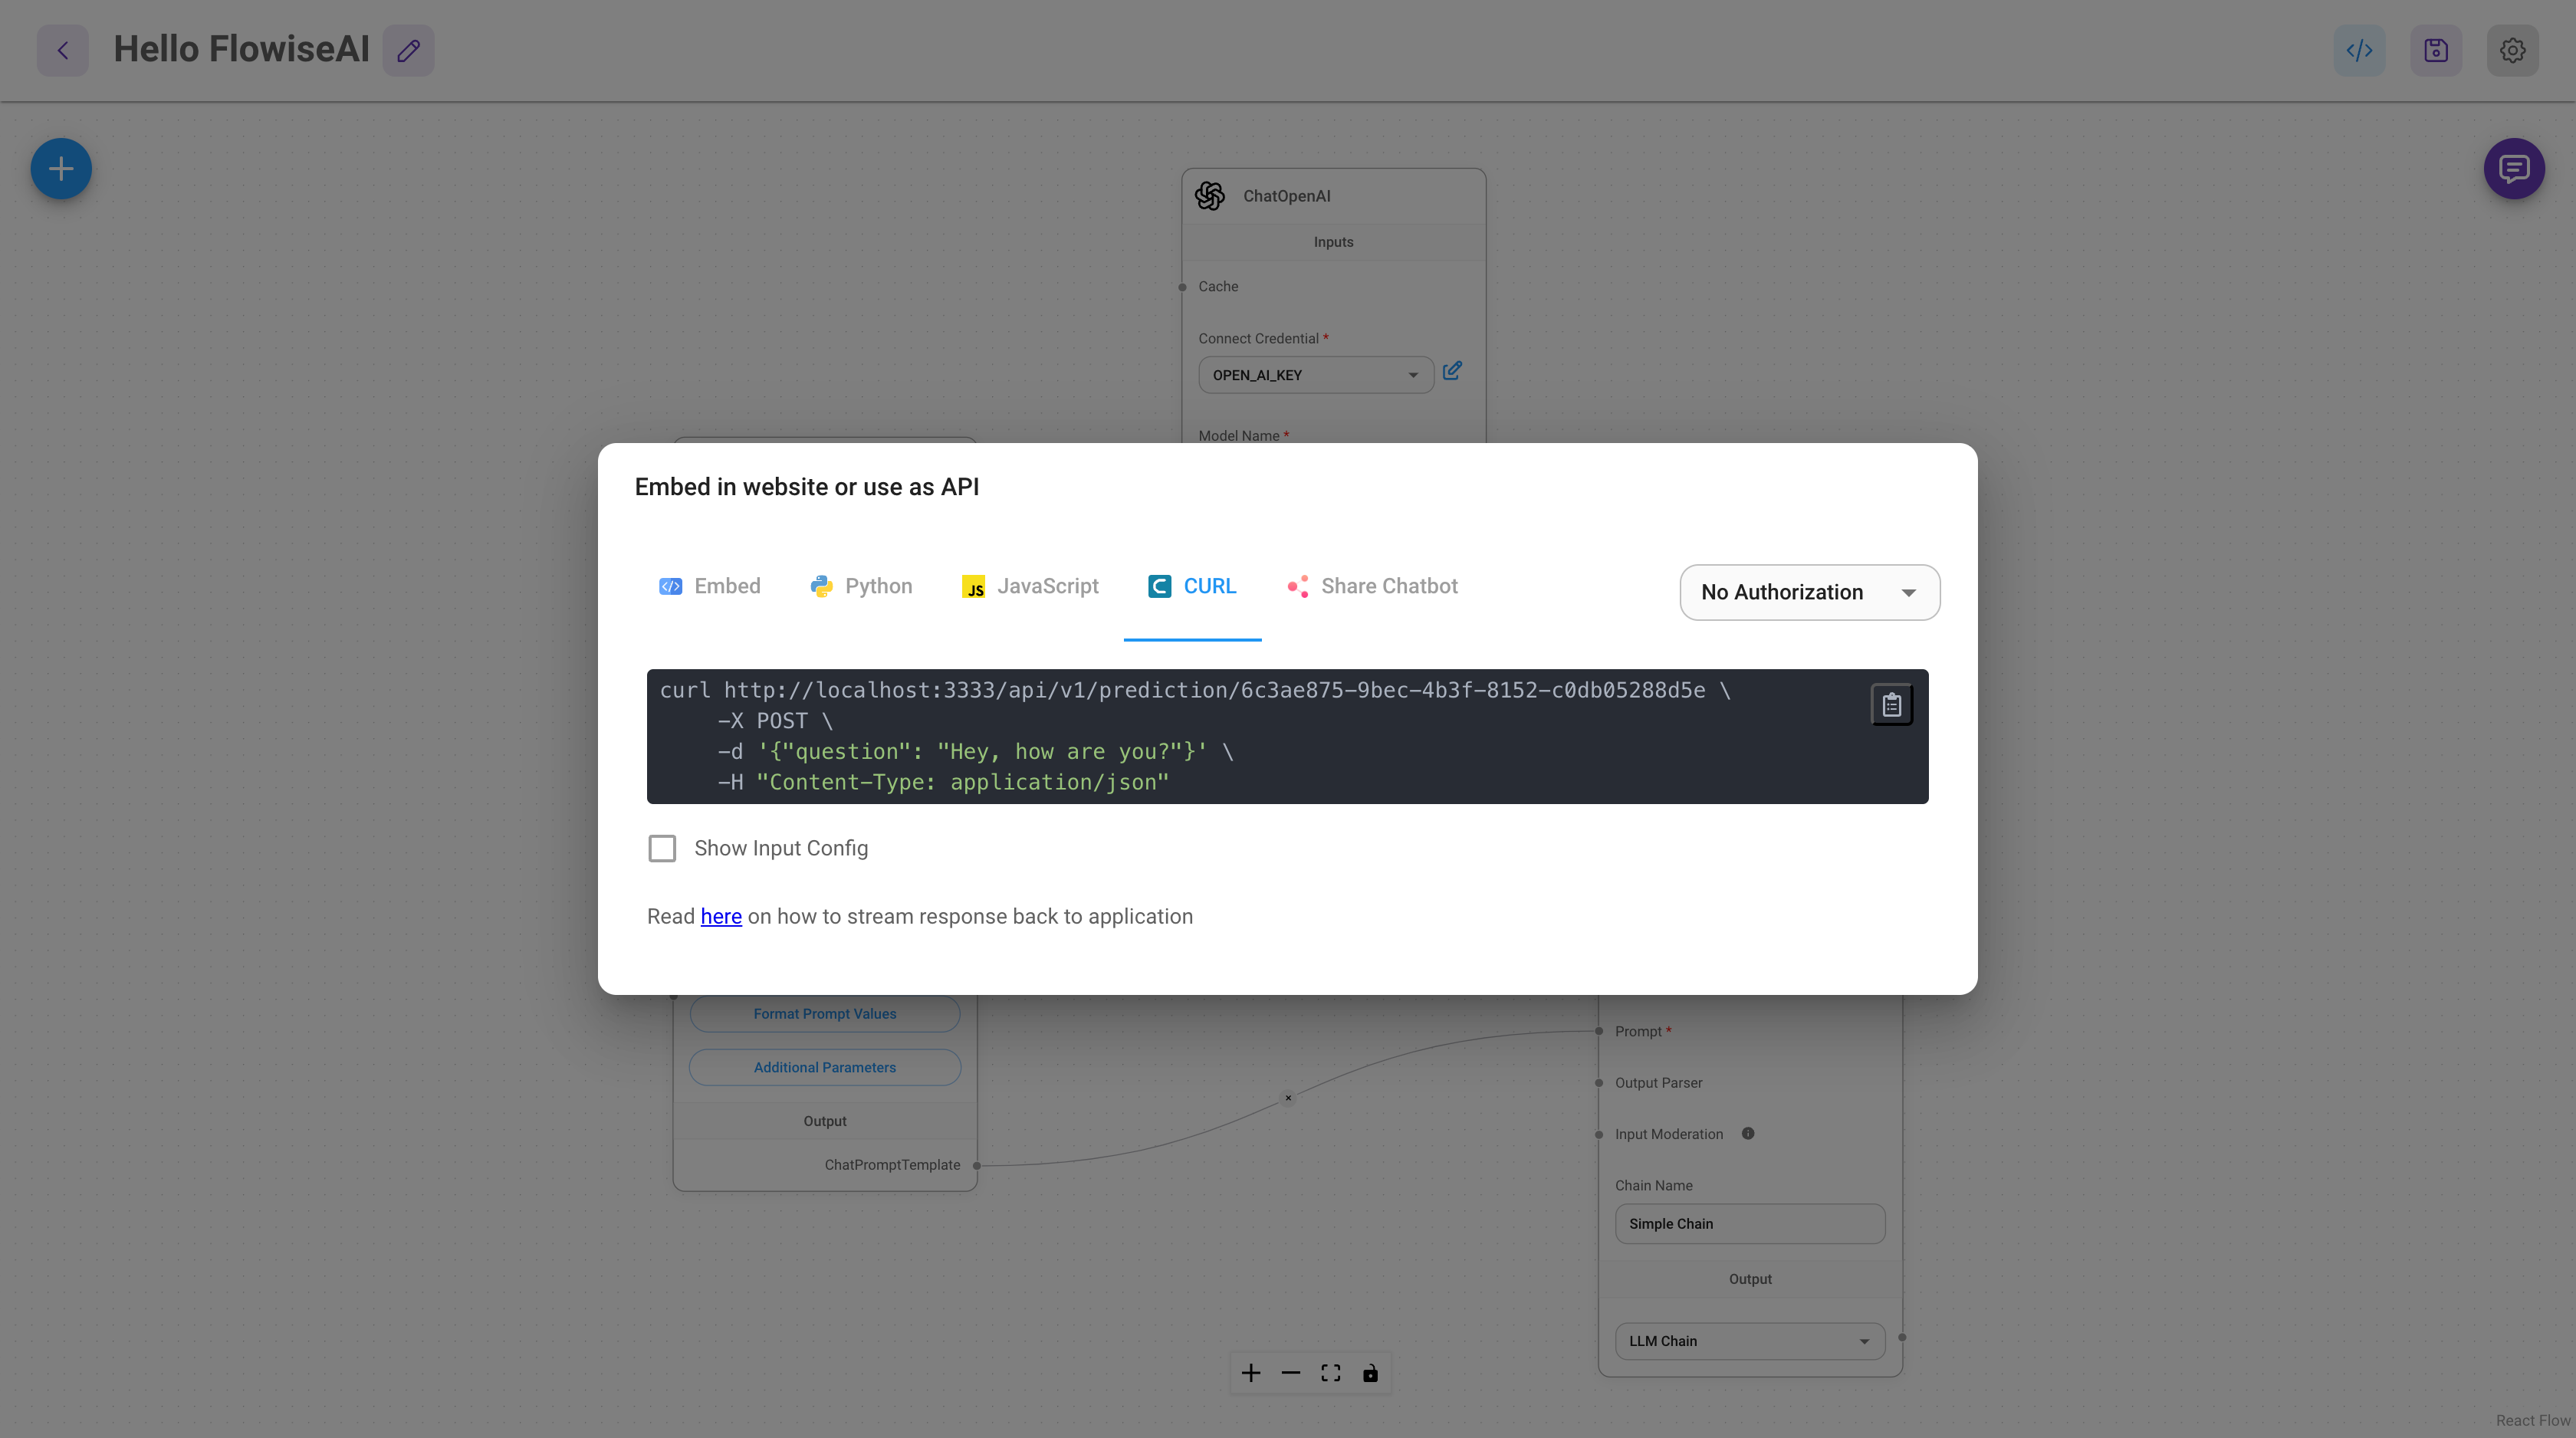 Hello FlowiseAI
ChatOpenAI
Inputs
Cache
Connect Credential *
OPEN_AI_KEY
Model Name *
Embed in website or use as API
Embed
Python
JS JavaScript
C CURL
Share Chatbot
No Authorization
curl http://localhost:3333/api/v1/prediction/6c3ae875-9bec-4b3f-8152-c0db05288d5e \
-X POST \
-d '{"question": "Hey, how are you?"}' \
-H "Content-Type: application/json"
Show Input Config
Read here on how to stream response back to application
Format Prompt Values
Additional Parameters
Output
ChatPromptTemplate
Prompt *
Output Parser
Input Moderation
Chain Name
Simple Chain
Output
LLM Chain
React Flow